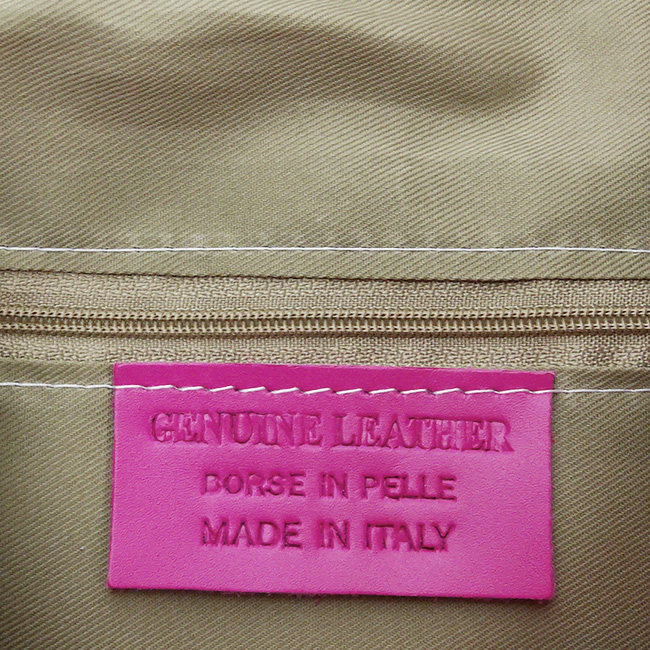 GENUINE LEATHER
BORSE IN PELLE
MADE IN ITALY